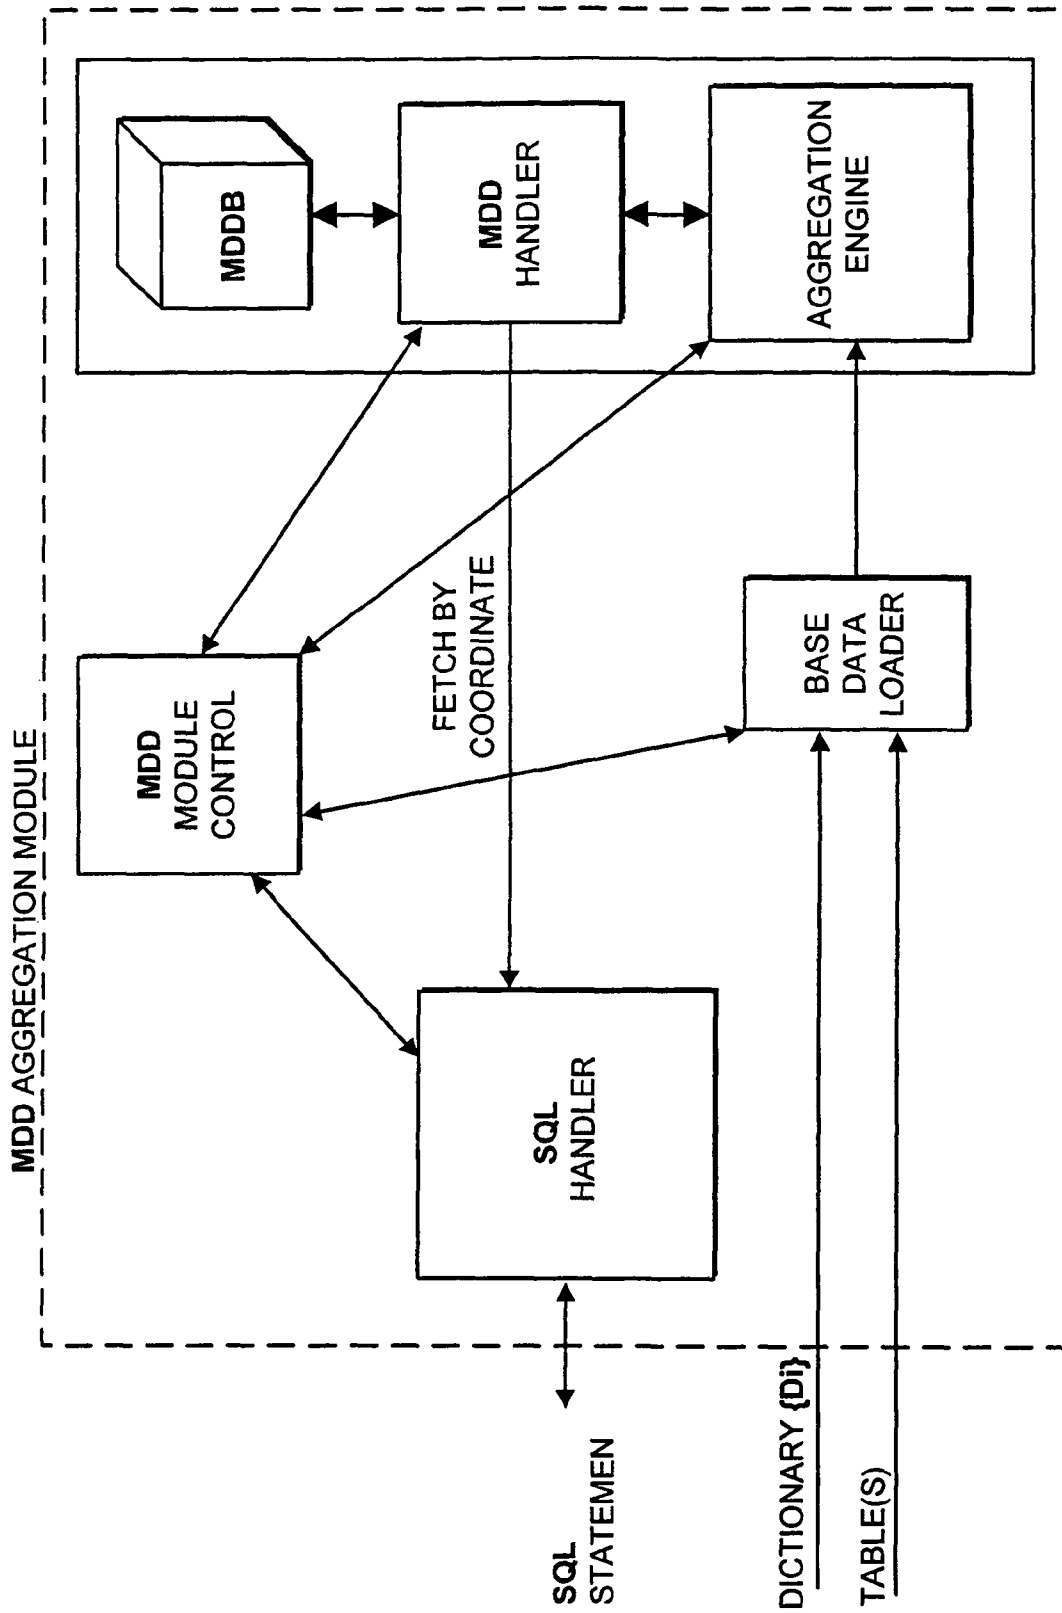 MDD AGGREGATION MODULE
MDDB
MDD
HANDLER
AGGREGATION
ENGINE
MDD
MODULE
CONTROL
FETCH BY
COORDINATE
BASE
DATA
LOADER
SQL
HANDLER
SQL
STATEMEN
DICTIONARY {Di}
TABLE(S)